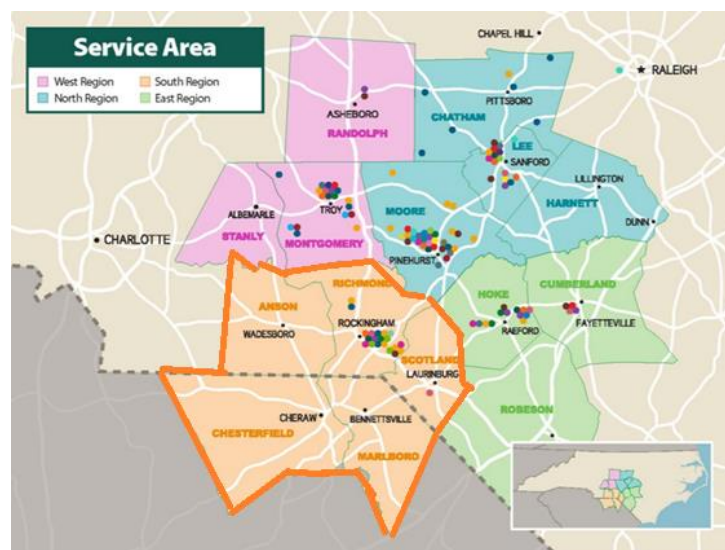 Service Area
West Region
South Region
North Region
East Region
CHAPEL HILL
RALEIGH
PITTSBORO
ASHEBORO
CHATHAM
RANDOLPH
LEE
SANFORD
LILLINGTON
ALBEMARLE
TROY
MOORE
HARNETT
DUNN
CHARLOTTE
STANLY
MONTGOMERY
PINEHURST
RICHMOND
HOKE
CUMBERLAND
ANSON
WADESBORO
ROCKINGHAM
RAEFORD
FAYETTEVILLE
SCOTLAND
LAURINBURG
CHERAW
BENNETTSVILLE
ROBESON
CHESTERFIELD
MARLBORO